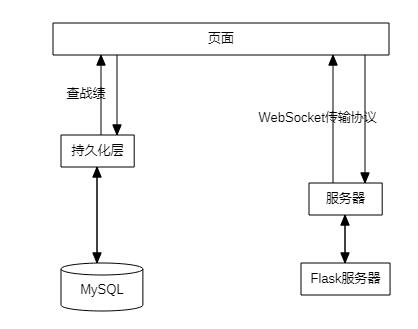 页面
查战绩
WebSocket传输协议
持久化层
服务器
MySQL
Flask服务器